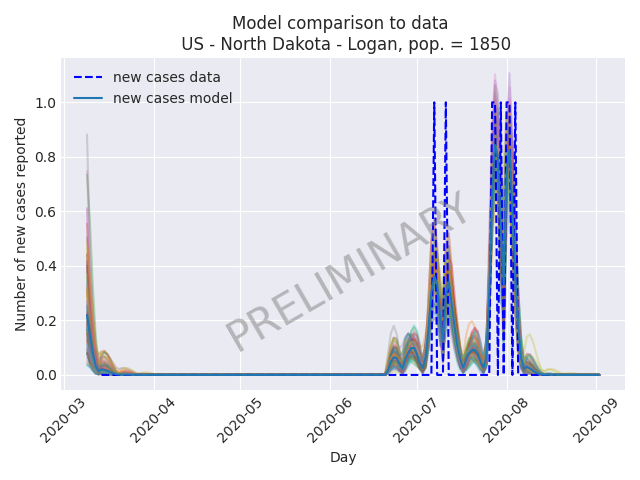 Model comparison to data
US - North Dakota - Logan, pop. = 1850
new cases data
new cases model
Number of new cases reported
1.0
0.8
0.6
0.4
0.2
0.0
PRELIMINARY
2020-03
2020-04
2020-05
2020-06
2020-07
2020-08
2020-09
Day